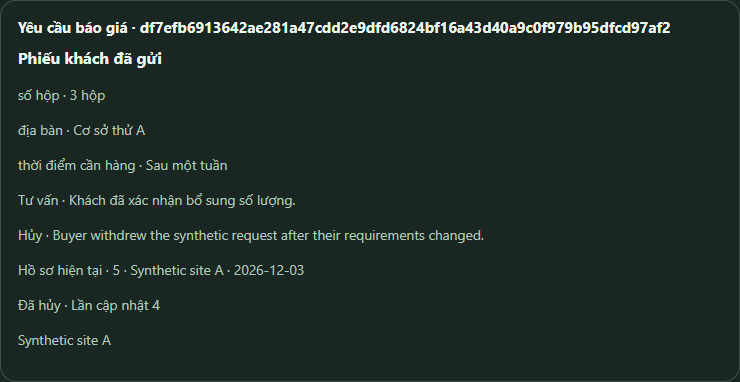 Yêu cầu báo giá · df7efb6913642ae281a47cdd2e9dfd6824bf16a43d40a9c0f979b95dfcd97af2
Phiếu khách đã gửi
số hộp · 3 hộp
địa bàn · Cơ sở thử A
thời điểm cần hàng · Sau một tuần
Tư vấn · Khách đã xác nhận bổ sung số lượng.
Hủy · Buyer withdrew the synthetic request after their requirements changed.
Hồ sơ hiện tại · 5 · Synthetic site A · 2026-12-03
Đã hủy · Lần cập nhật 4
Synthetic site A